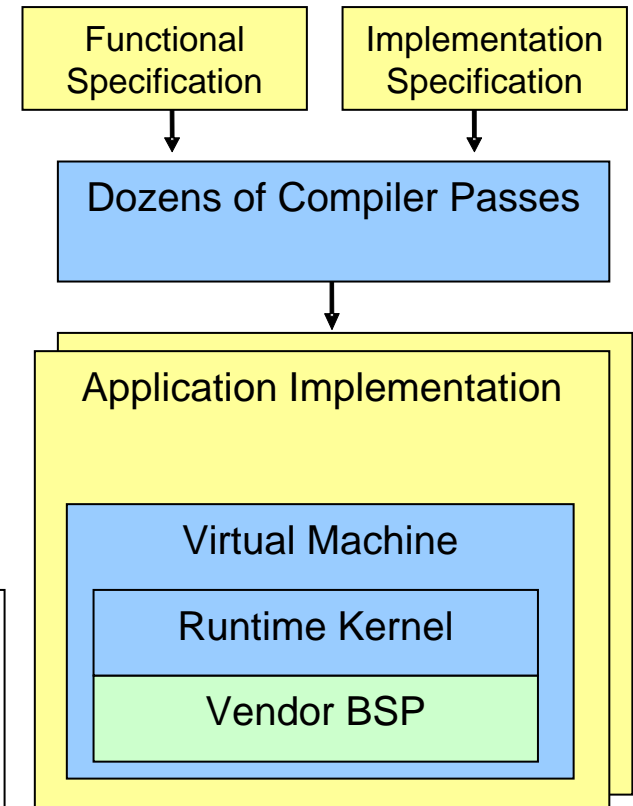 Functional
Specification
Implementation
Specification
Dozens of Compiler Passes
Application Implementation
Virtual Machine
Runtime Kernel
Vendor BSP